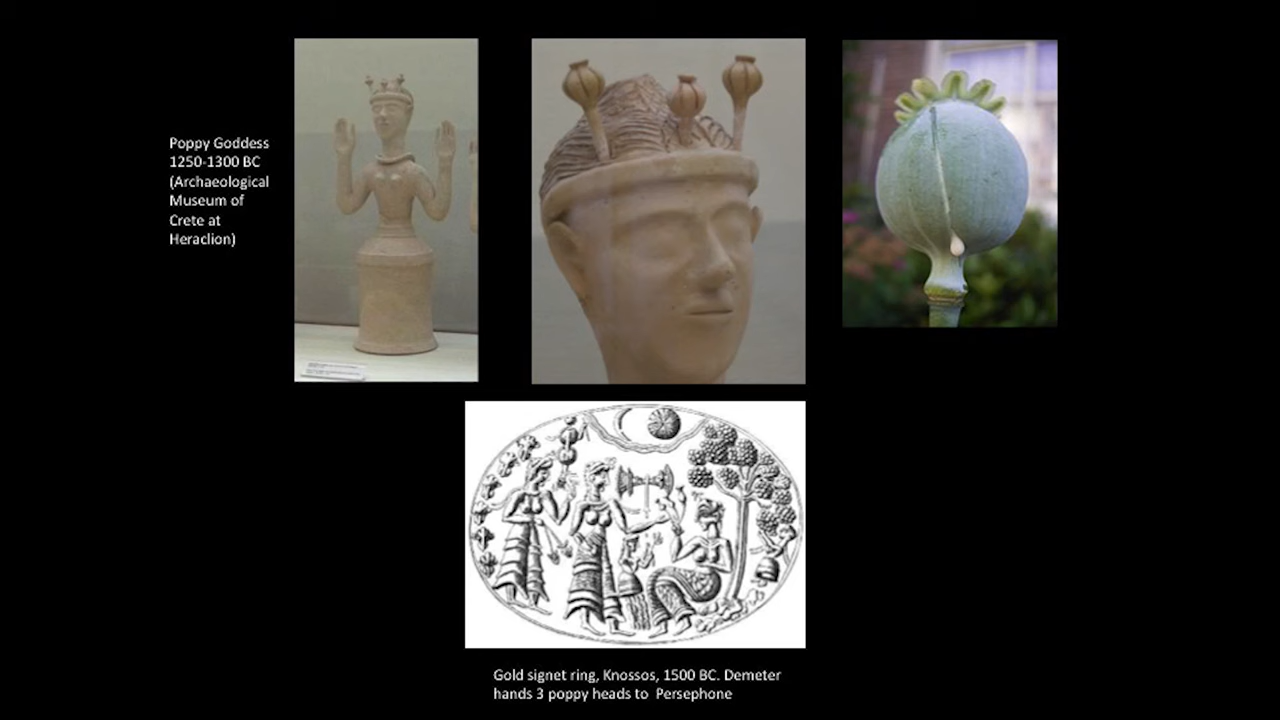 Poppy Goddess
1250-1300 BC
(Archaeological
Museum of
Crete at
Heraclion)
Gold signet ring, Knossos, 1500 BC. Demeter
hands 3 poppy heads to Persephone